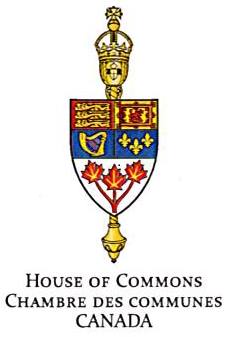 House of Commons
Chambre des communes
CANADA